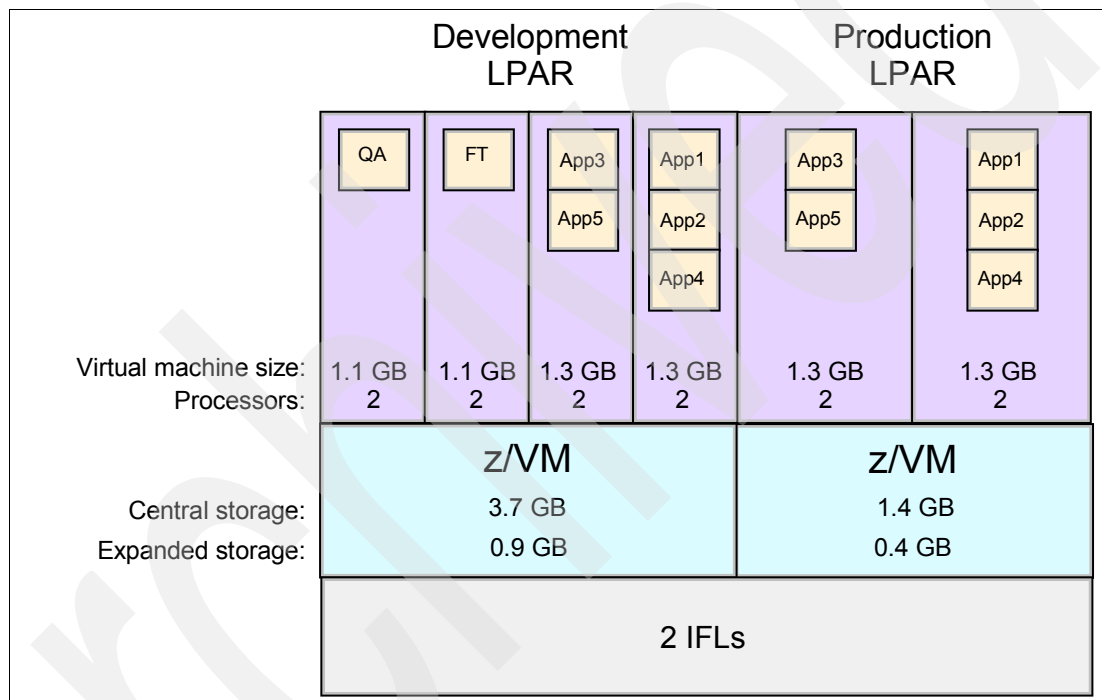 Development
LPAR
Production
LPAR
QA
FT
App3
App1
App3
App1
App5
App2
App5
App2
App4
App4
Virtual machine size: 1.1 GB 1.1 GB 1.3 GB 1.3 GB 1.3 GB 1.3 GB
Processors: 2 2 2 2 2 2
z/VM z/VM
Central storage: 3.7 GB 1.4 GB
Expanded storage: 0.9 GB 0.4 GB
2 IFLs